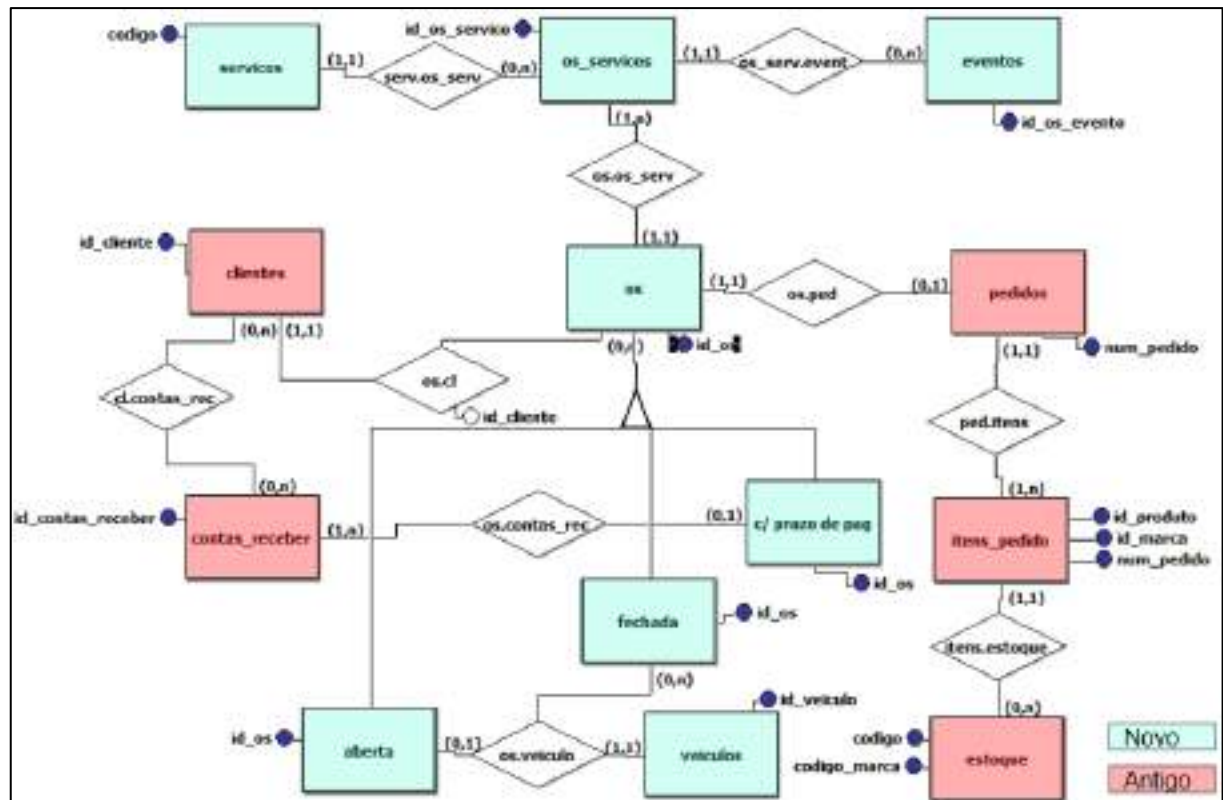 codigo
servicos
(1,1)
serv.os_serv
(0,n)
id_os_servico
os_servicos
(1,1)
os_serv.event
(0,n)
eventos
id_os_evento
(1,n)
os.os_serv
(1,1)
id_cliente
clientes
os
(1,1)
os.ped
(0,1)
pedidos
(0,n)
(1,1)
id_os
num_pedido
(1,1)
cl.contas_rec
os.cl
id_cliente
ped.itens
(0,n)
(1,n)
id_contas_receber
contas_receber
(1,n)
os.contas_rec
(0,1)
c/ prazo de pag
itens_pedido
id_produto
id_marca
num_pedido
id_os
(1,1)
fechada
id_os
itens.estoque
(0,n)
id_veiculo
(0,n)
id_os
aberta
(0,1)
os.veiculo
(1,1)
veiculos
codigo
codigo_marca
estoque
Novo
Antigo